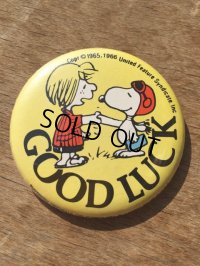 Copr. © 1965, 1966 United Feature Syndicate Inc
SOLD OUT
GOOD LUCK